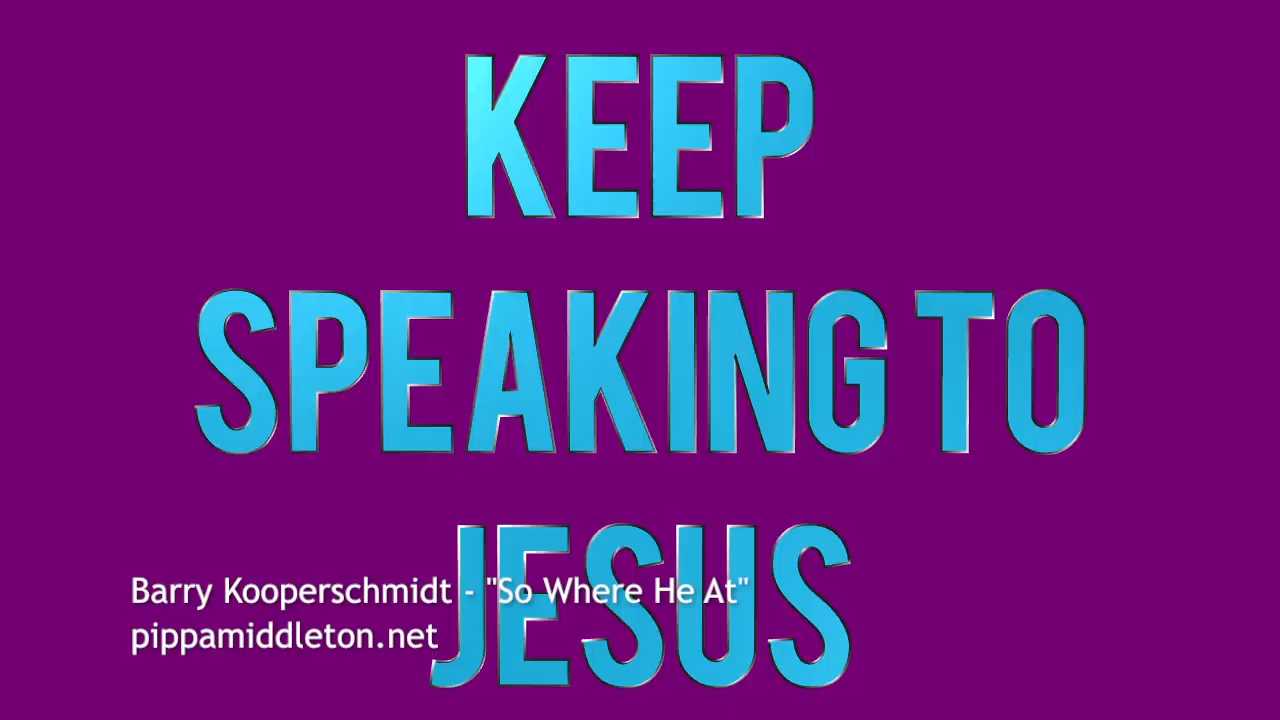 KEEP
SPEAKING TO
JESUS
Barry Kooperschmidt - "So Where He At"
pippamiddleton.net